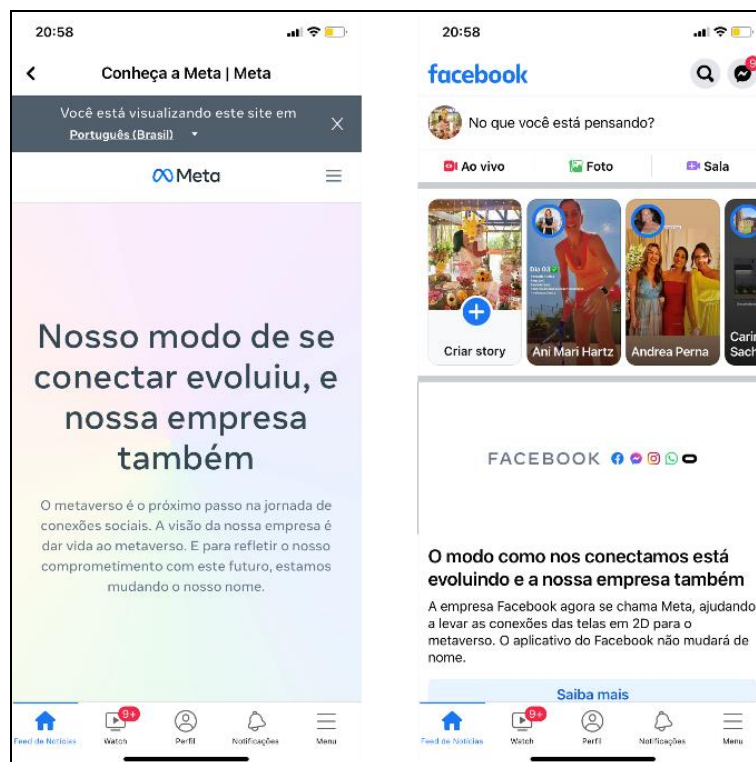 20:58
Conheça a Meta | Meta
Você está visualizando este site em
Português (Brasil)
Meta
Nosso modo de se
conectar evoluiu, e
nossa empresa
também
O metaverso é o próximo passo na jornada de
conexões sociais. A visão da nossa empresa é
dar vida ao metaverso. E para refletir o nosso
comprometimento com este futuro, estamos
mudando o nosso nome.
Feed de Notícias
9+
Watch
Perfil
Notificações
Menu
20:58
facebook
9
No que você está pensando?
Ao vivo
Foto
Sala
Criar story
Dia 03
Ani Mari Hartz
Andrea Perna
Carin
Sach
FACEBOOK
O modo como nos conectamos está
evoluindo e a nossa empresa também
A empresa Facebook agora se chama Meta, ajudando
a levar as conexões das telas em 2D para o
metaverso. O aplicativo do Facebook não mudará de
nome.
Saiba mais
Feed de Notícias
9+
Watch
Perfil
Notificações
Menu